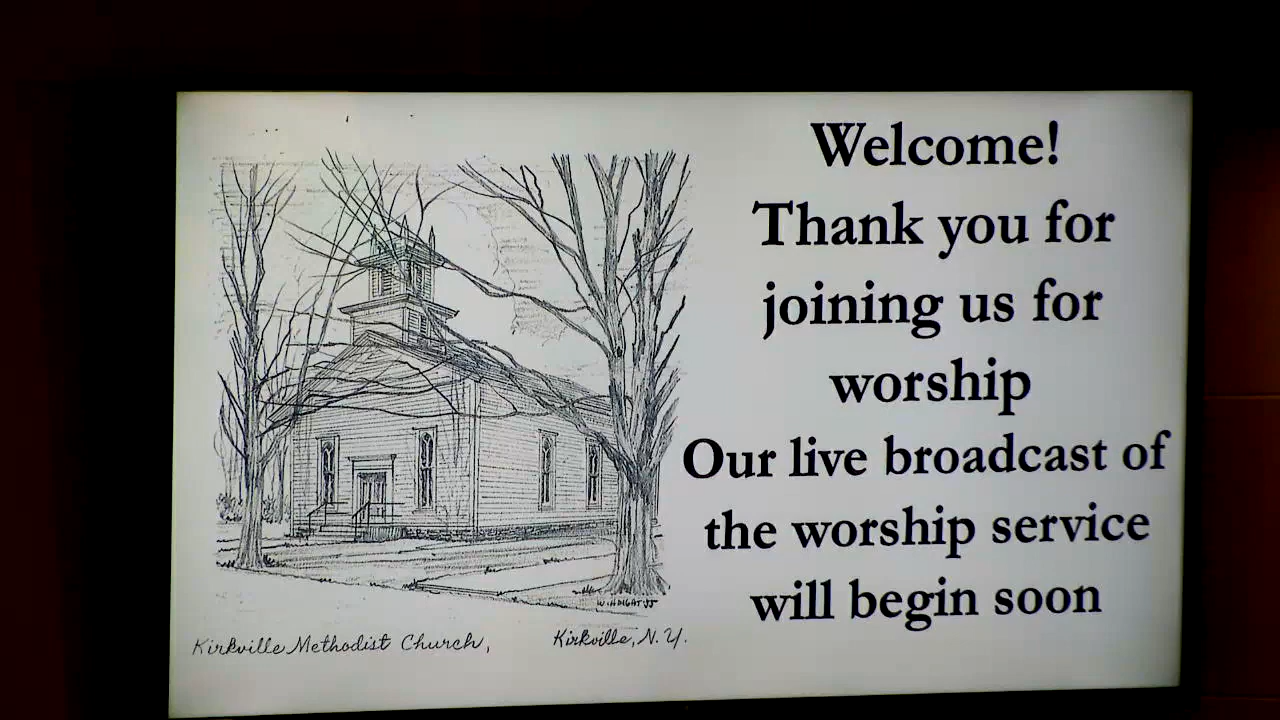 Welcome!
Thank you for
joining us for
worship
Our live broadcast of
the worship service
will begin soon
Kirkville Methodist Church, Kirkville, N.Y.